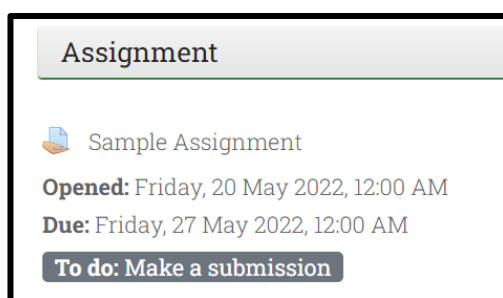 Assignment
Sample Assignment
Opened: Friday, 20 May 2022, 12:00 AM
Due: Friday, 27 May 2022, 12:00 AM
To do: Make a submission